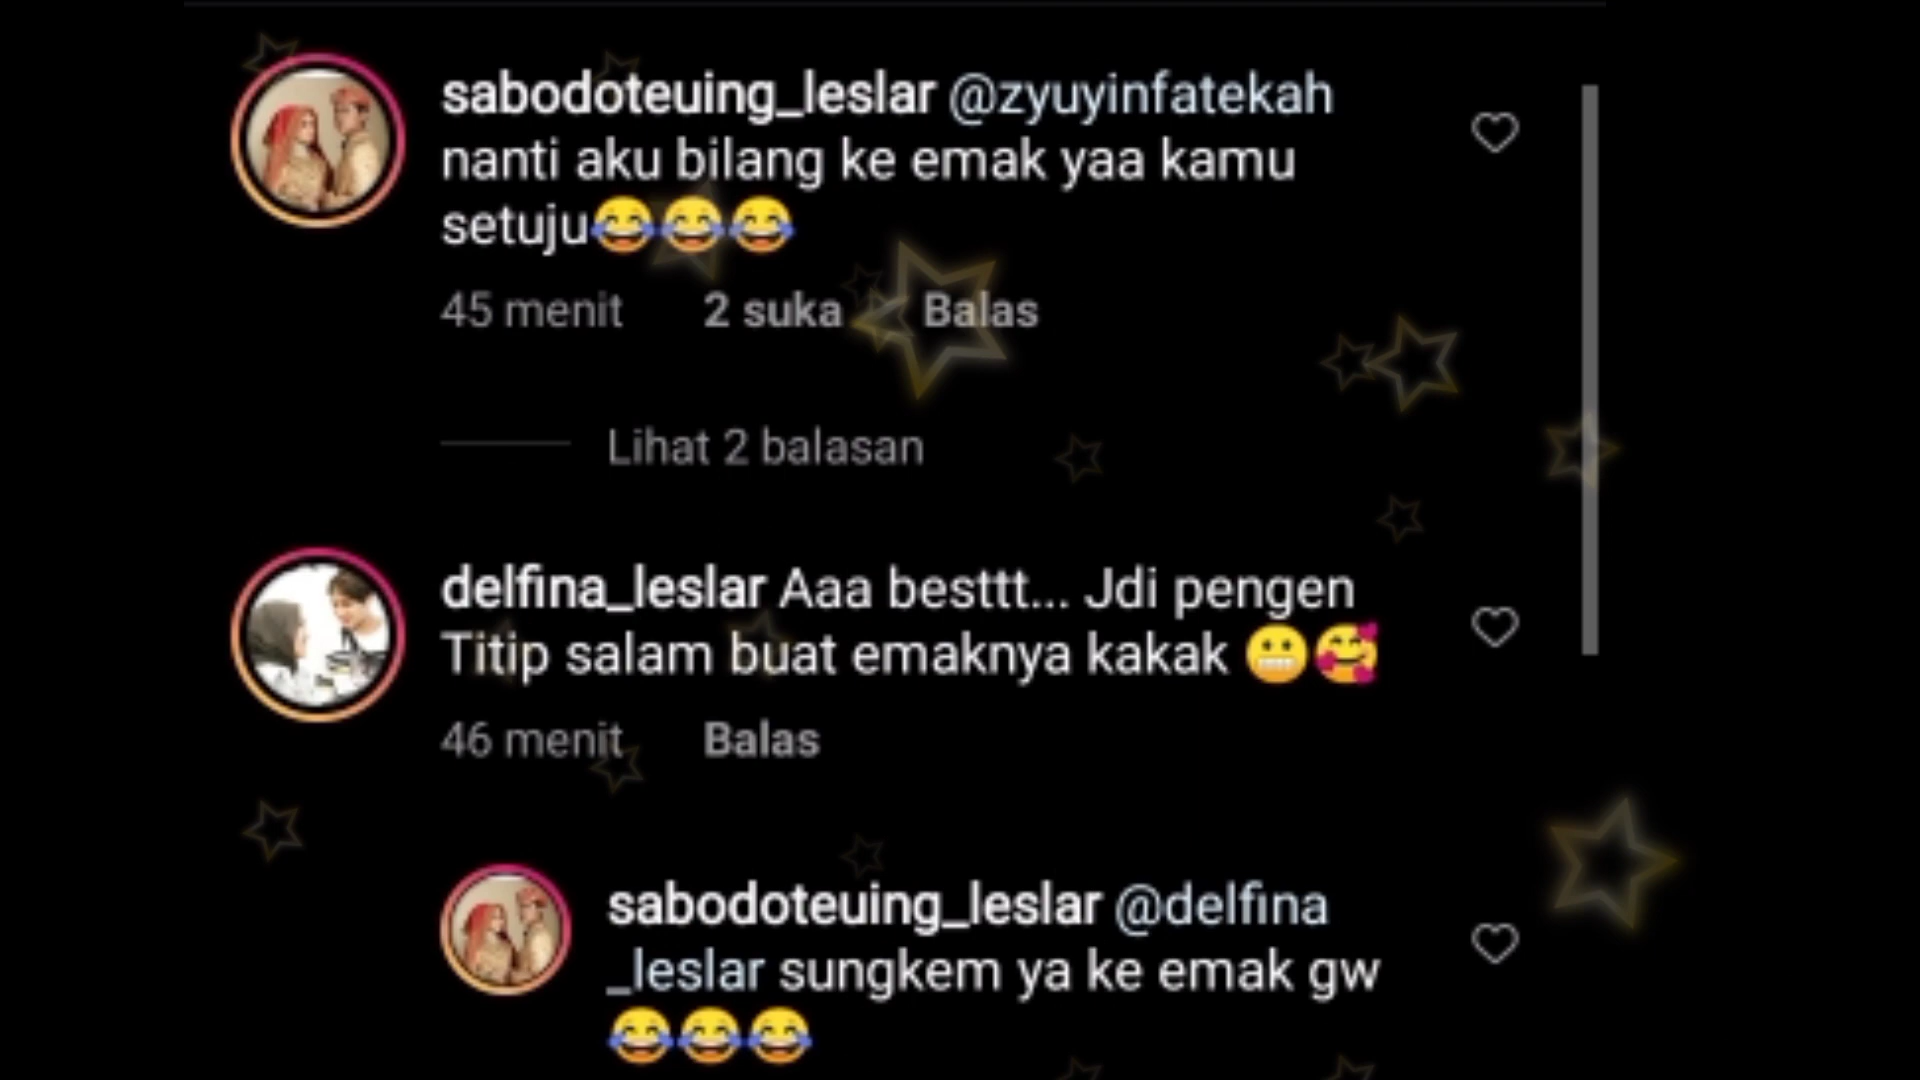 sabodoteuing_leslar @zyuyinfatekah
nanti aku bilang ke emak yaa kamu
setuju😂😂😂
45 menit 2 suka Balas
Lihat 2 balasan
delfina_leslar Aaa besttt... Jdi pengen
Titip salam buat emaknya kakak 😬🥰
46 menit Balas
sabodoteuing_leslar @delfina
_leslar sungkem ya ke emak gw
😂😂😂